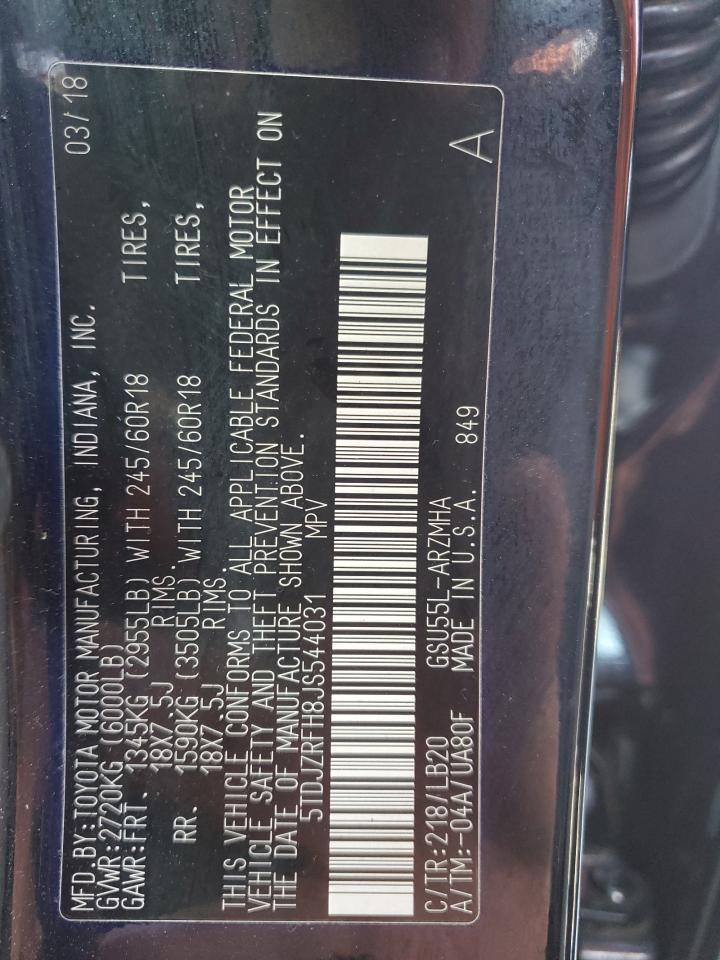 MFD.BY:TOYOTA MOTOR MANUFACTURING, INDIANA, INC. 03/18
GVWR:2720KG (6000LB)
GAWR:FRT. 1345KG (2955LB) WITH 245/60R18 TIRES,
18X7.5J RIMS.
RR. 1590KG (3505LB) WITH 245/60R18 TIRES,
18X7.5J RIMS.
THIS VEHICLE CONFORMS TO ALL APPLICABLE FEDERAL MOTOR
VEHICLE SAFETY AND THEFT PREVENTION STANDARDS IN EFFECT ON
THE DATE OF MANUFACTURE SHOWN ABOVE.
5TDJZRFH8JS544031 MPV
C/TR:218/LB20 GSU55L-ARZMHA
A/TM:-04A/UA80F MADE IN U.S.A. 849 A